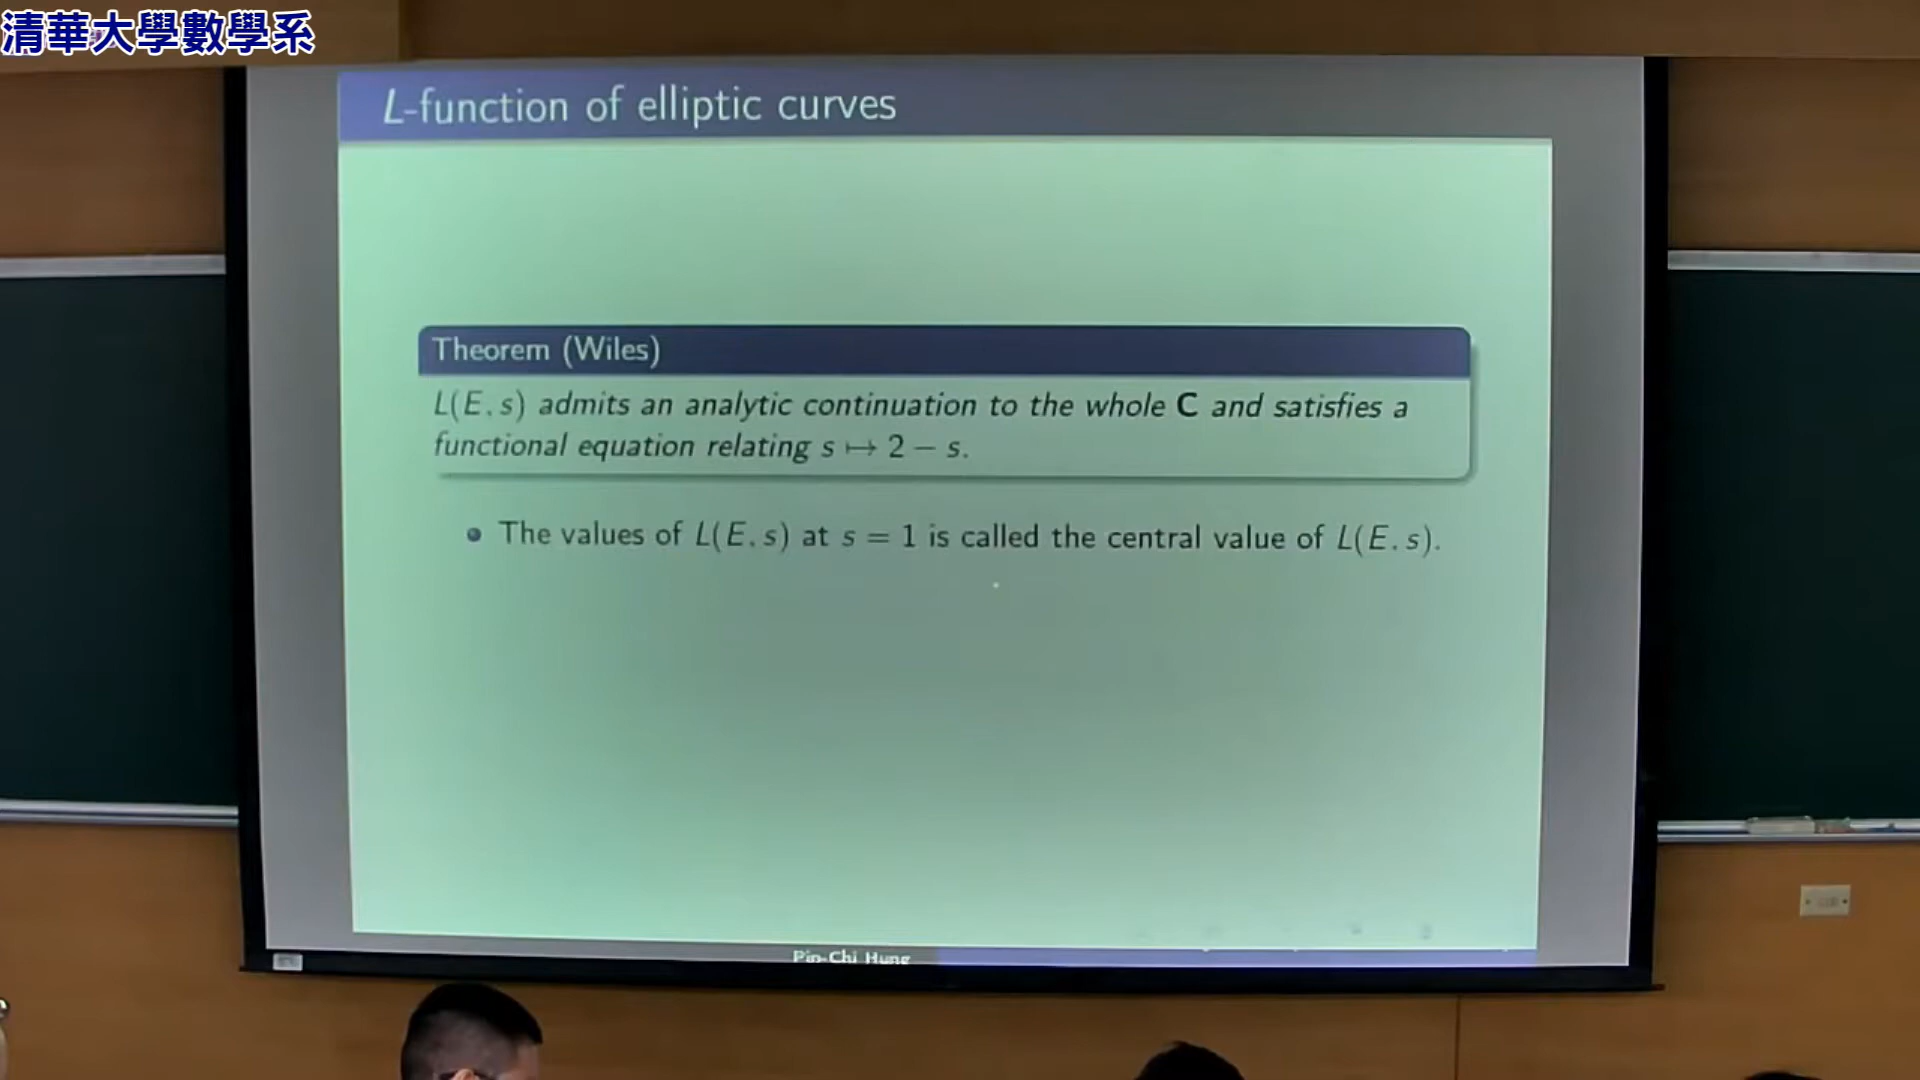 清華大學數學系
L-function of elliptic curves
Theorem (Wiles)
L(E, s) admits an analytic continuation to the whole C and satisfies a
functional equation relating s ↦ 2 − s.
The values of L(E, s) at s = 1 is called the central value of L(E, s).
Pin-Chi Hung